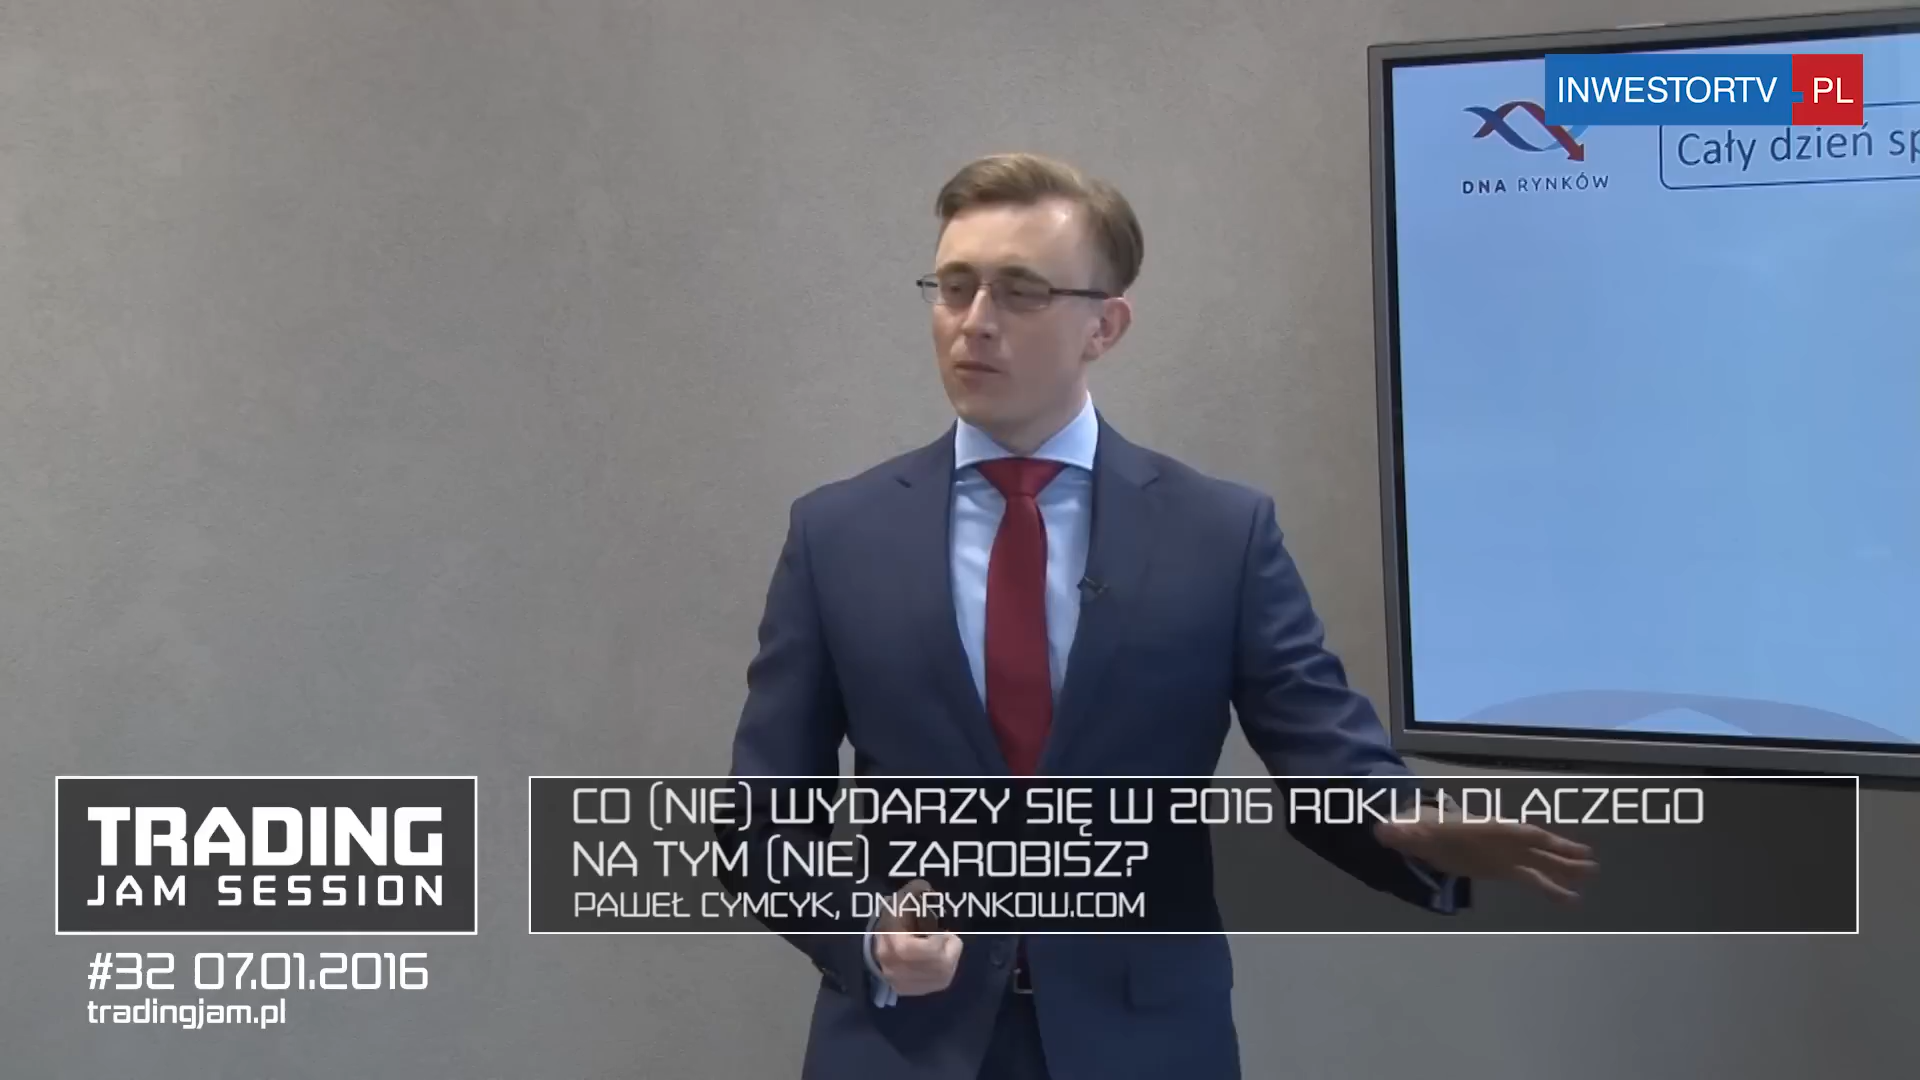 INWESTORTV.PL
DNA RYNKÓW
Cały dzień
TRADING
JAM SESSION
#32 07.01.2016
tradingjam.pl
CO (NIE) WYDARZY SIĘ W 2016 ROKU I DLACZEGO
NA TYM (NIE) ZAROBISZ?
PAWEŁ CYMCYK, DNARYNKOW.COM